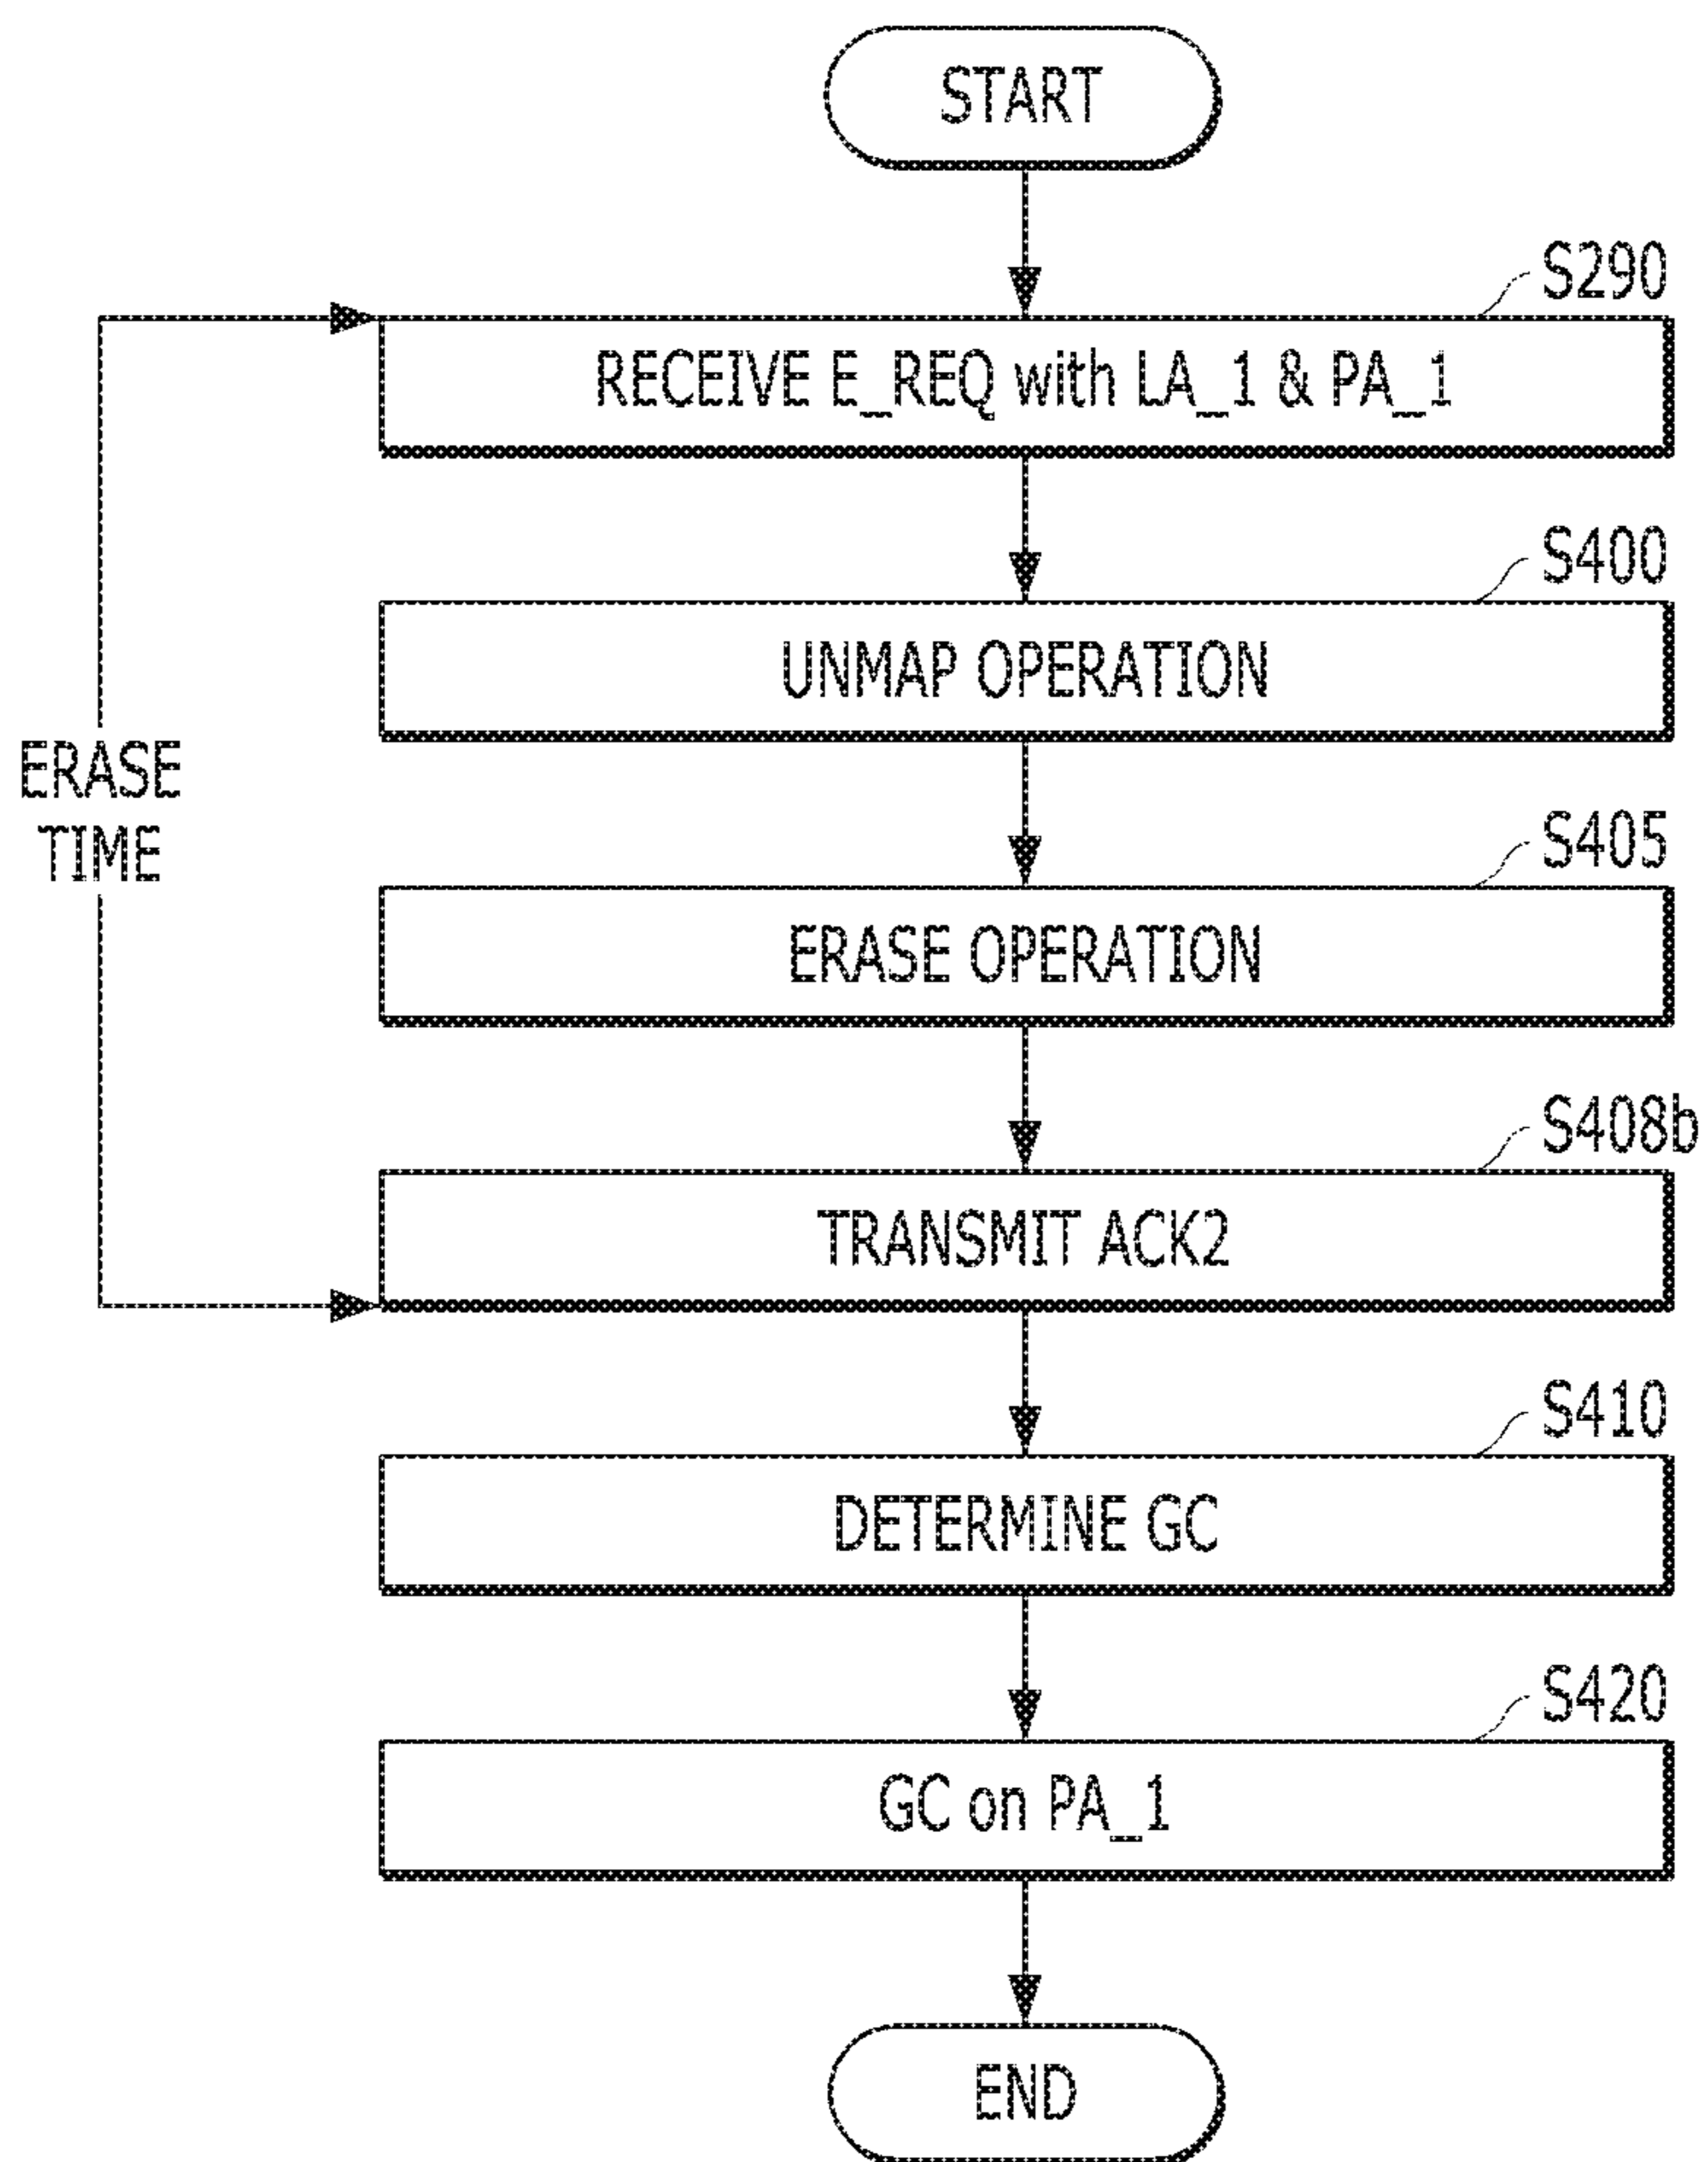 START
S290
RECEIVE E_REQ with LA_1 & PA_1
S400
UNMAP OPERATION
ERASE
TIME
S405
ERASE OPERATION
S408b
TRANSMIT ACK2
S410
DETERMINE GC
S420
GC on PA_1
END